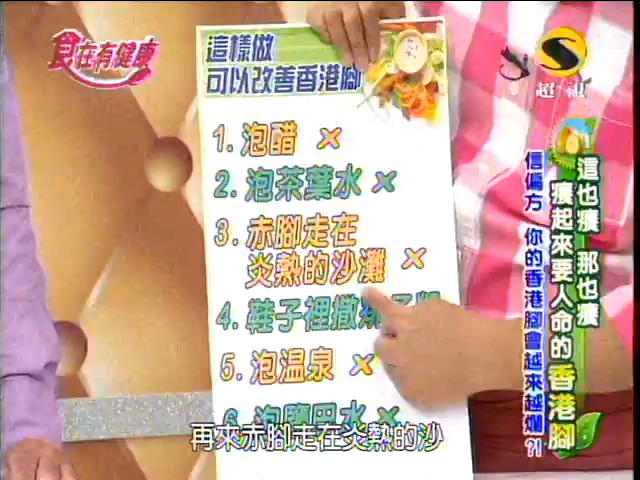 食在有健康
超視
這樣做
可以改善香港腳
1. 泡醋 ×
2. 泡茶葉水 ×
3. 赤腳走在
炎熱的沙灘 ×
4. 鞋子裡撒
5. 泡溫泉 ×
6. 泡鹽巴水 ×
這也癢 那也癢
癢起來要人命的香港腳
信偏方 你的香港腳會越來越爛?!
再來赤腳走在炎熱的沙